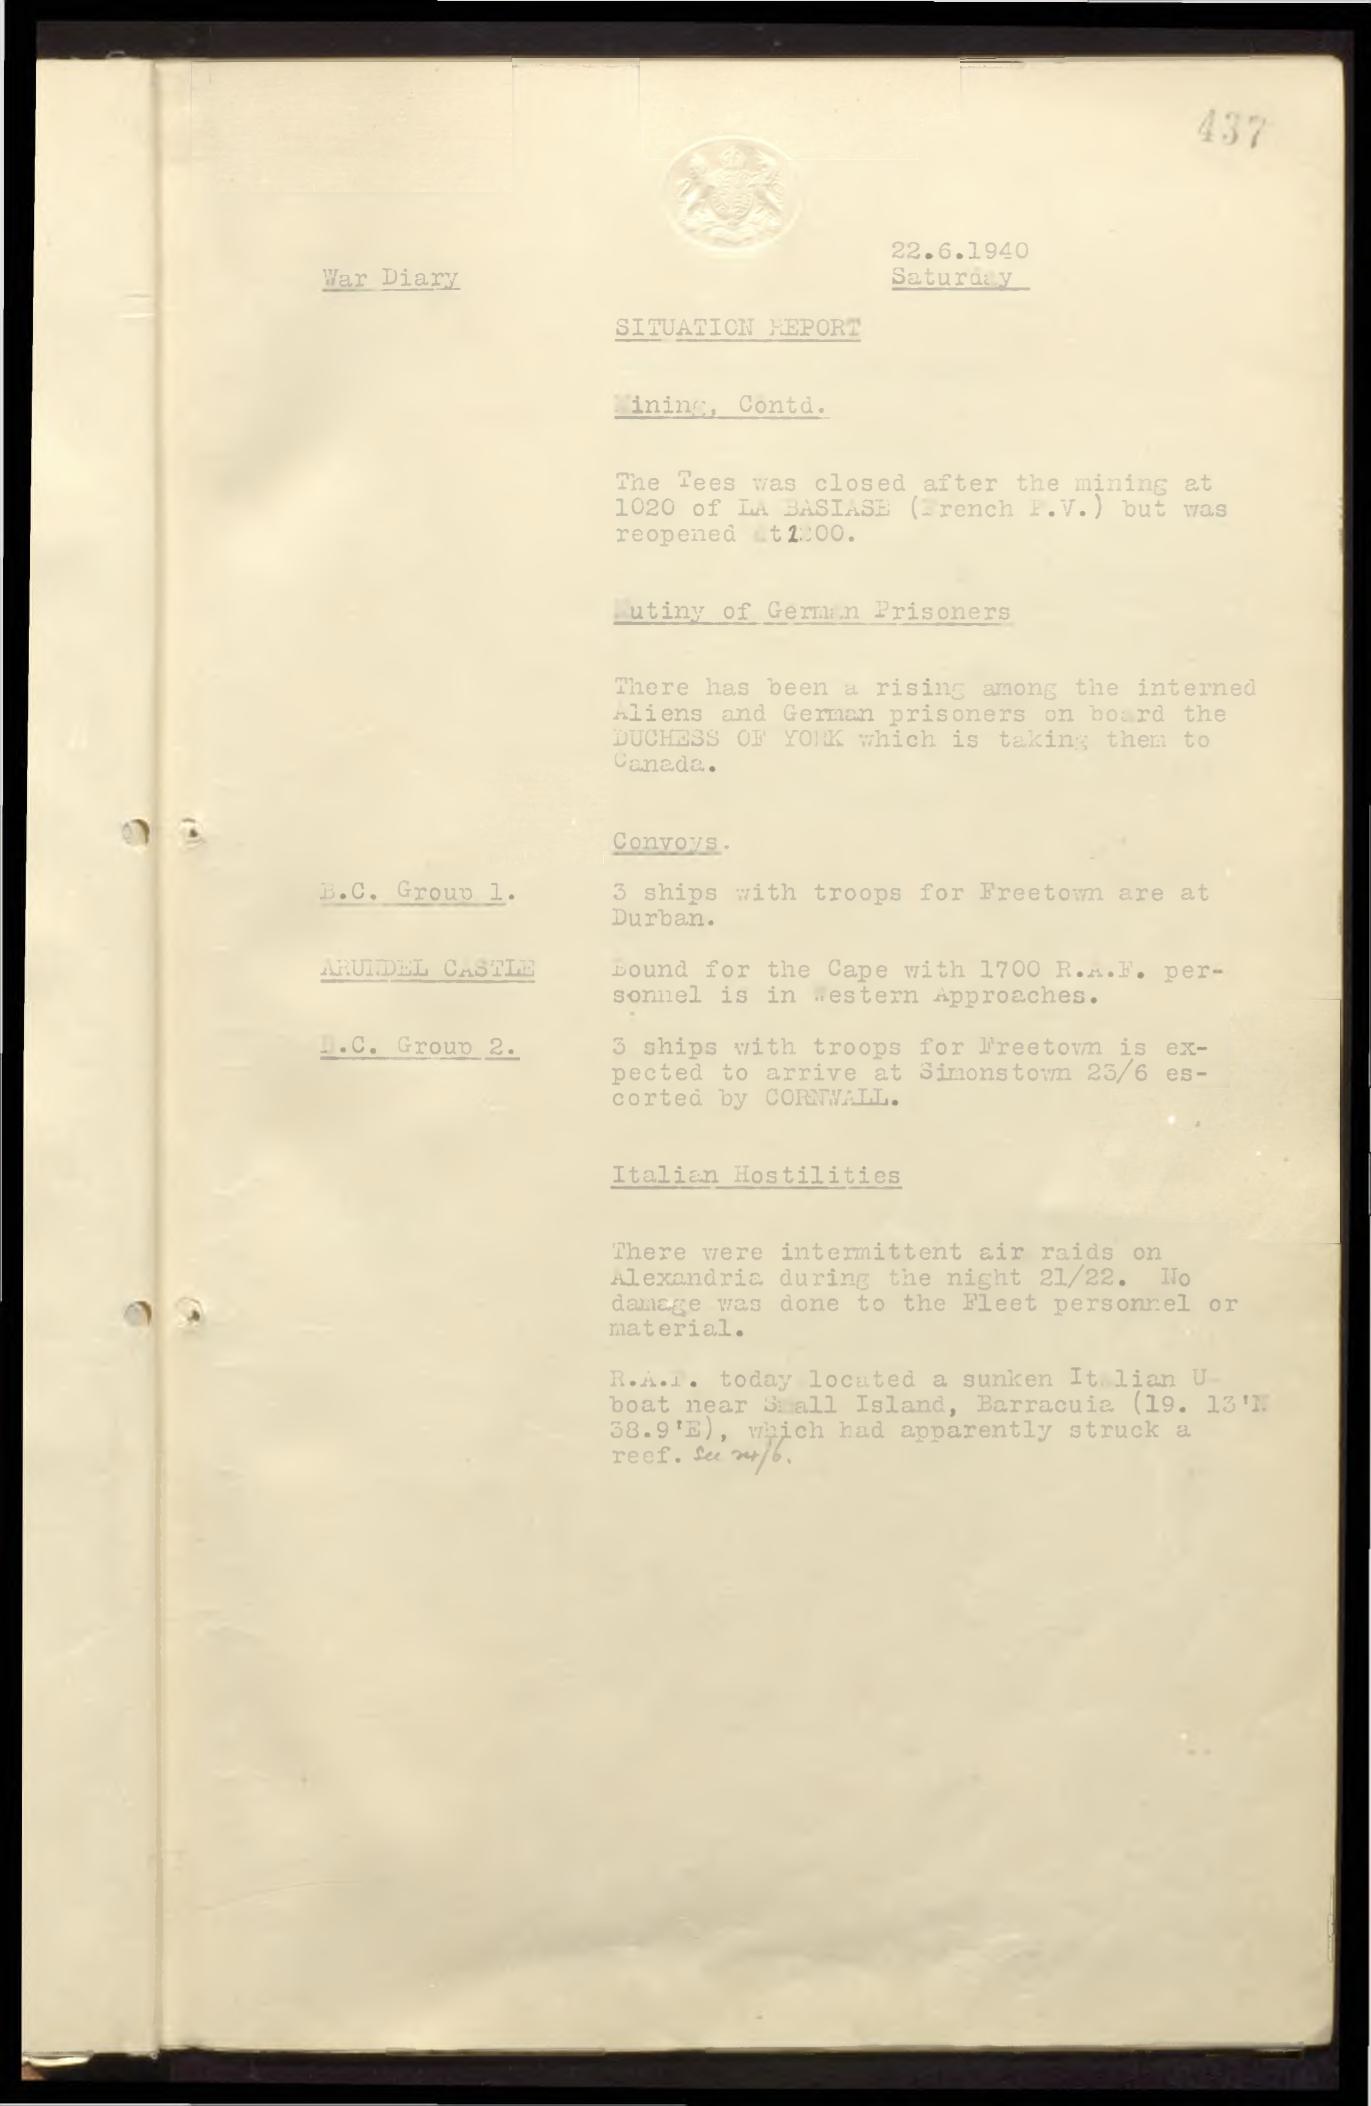 437
22.6.1940
War Diary
Saturday
SITUATION REPORT
Mining, Contd.
The Tees was closed after the mining at
1020 of LA BASIASE (French P.V.) but was
reopened at
Mutiny of German Prisoners
There has been a rising among the interned
Aliens and German prisoners on board the
DUCHESS OF YORK which is taking them to
Canada.
Convoys.
B.C. Group 1.
3 ships with troops for Freetown are at
Durban.
ARUNDEL CASTLE
Bound for the Cape with 1700 R.A.F. per-
sonnel is in Western Approaches.
B.C. Group 2.
3 ships with troops for Freetown is ex-
pected to arrive at Simonstown 23/6 es-
corted by CORNWALL.
Italian Hostilities
There were intermittent air raids on
Alexandria during the night 21/22. No
damage was done to the Fleet personnel or
material.
R.A.F. today located a sunken Italian U-
boat near Small Island, Barracuia (19. 13'N
38.9'E), which had apparently struck a
reef. See 24/6.